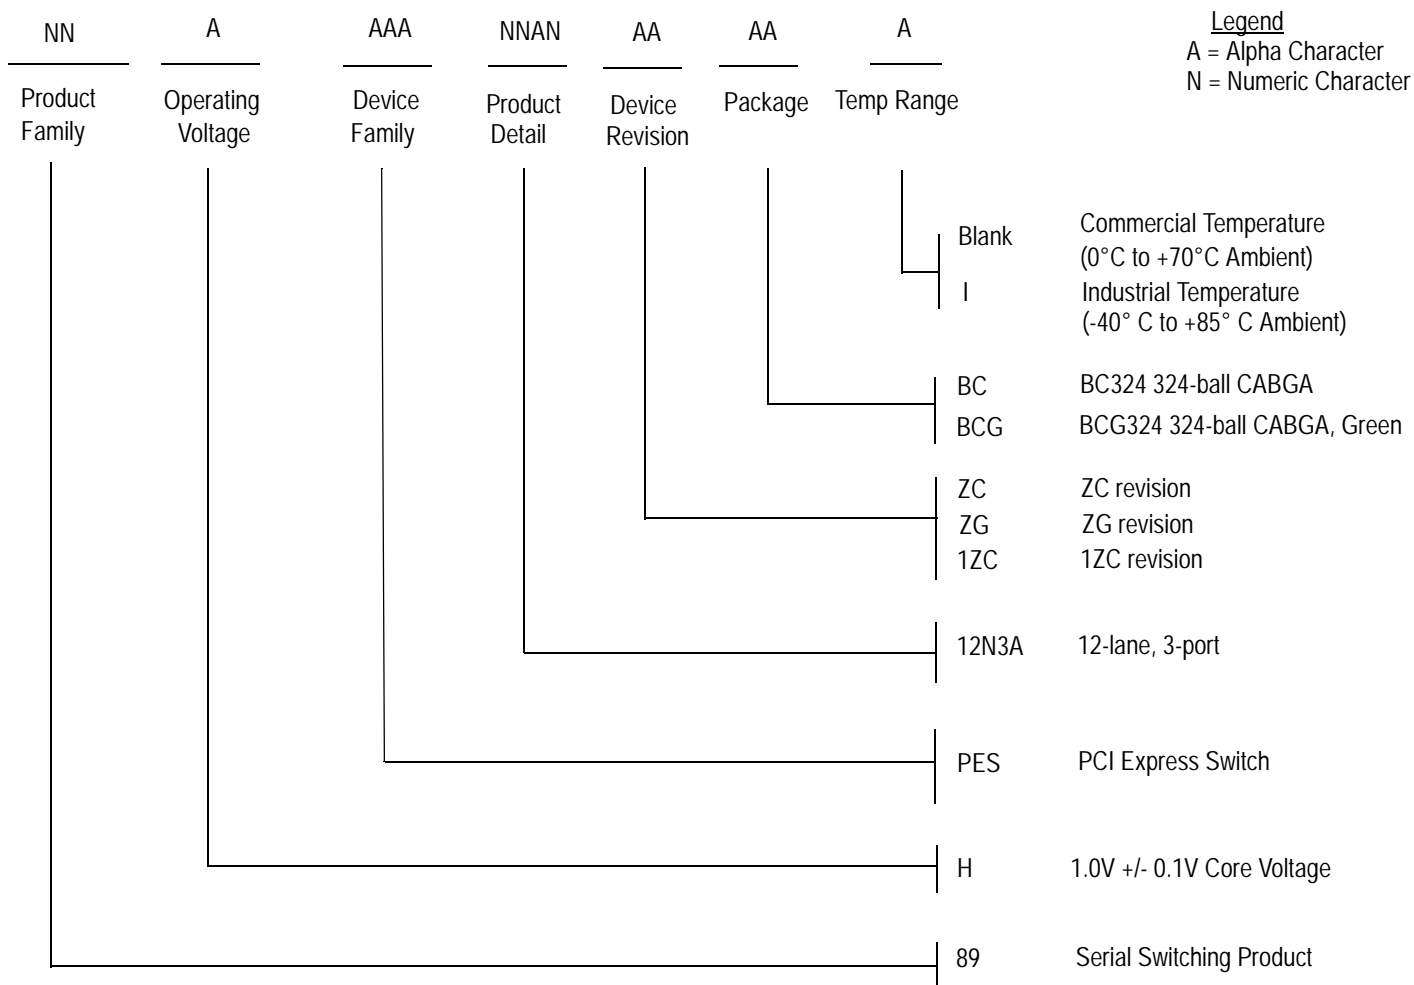 NN A AAA NNAN AA AA A
Legend
A = Alpha Character
N = Numeric Character
Product Family
Operating Voltage
Device Family
Product Detail
Device Revision
Package
Temp Range
Blank Commercial Temperature
(0°C to +70°C Ambient)
I Industrial Temperature
(-40° C to +85° C Ambient)
BC BC324 324-ball CABGA
BCG BCG324 324-ball CABGA, Green
ZC ZC revision
ZG ZG revision
1ZC 1ZC revision
12N3A 12-lane, 3-port
PES PCI Express Switch
H 1.0V +/- 0.1V Core Voltage
89 Serial Switching Product